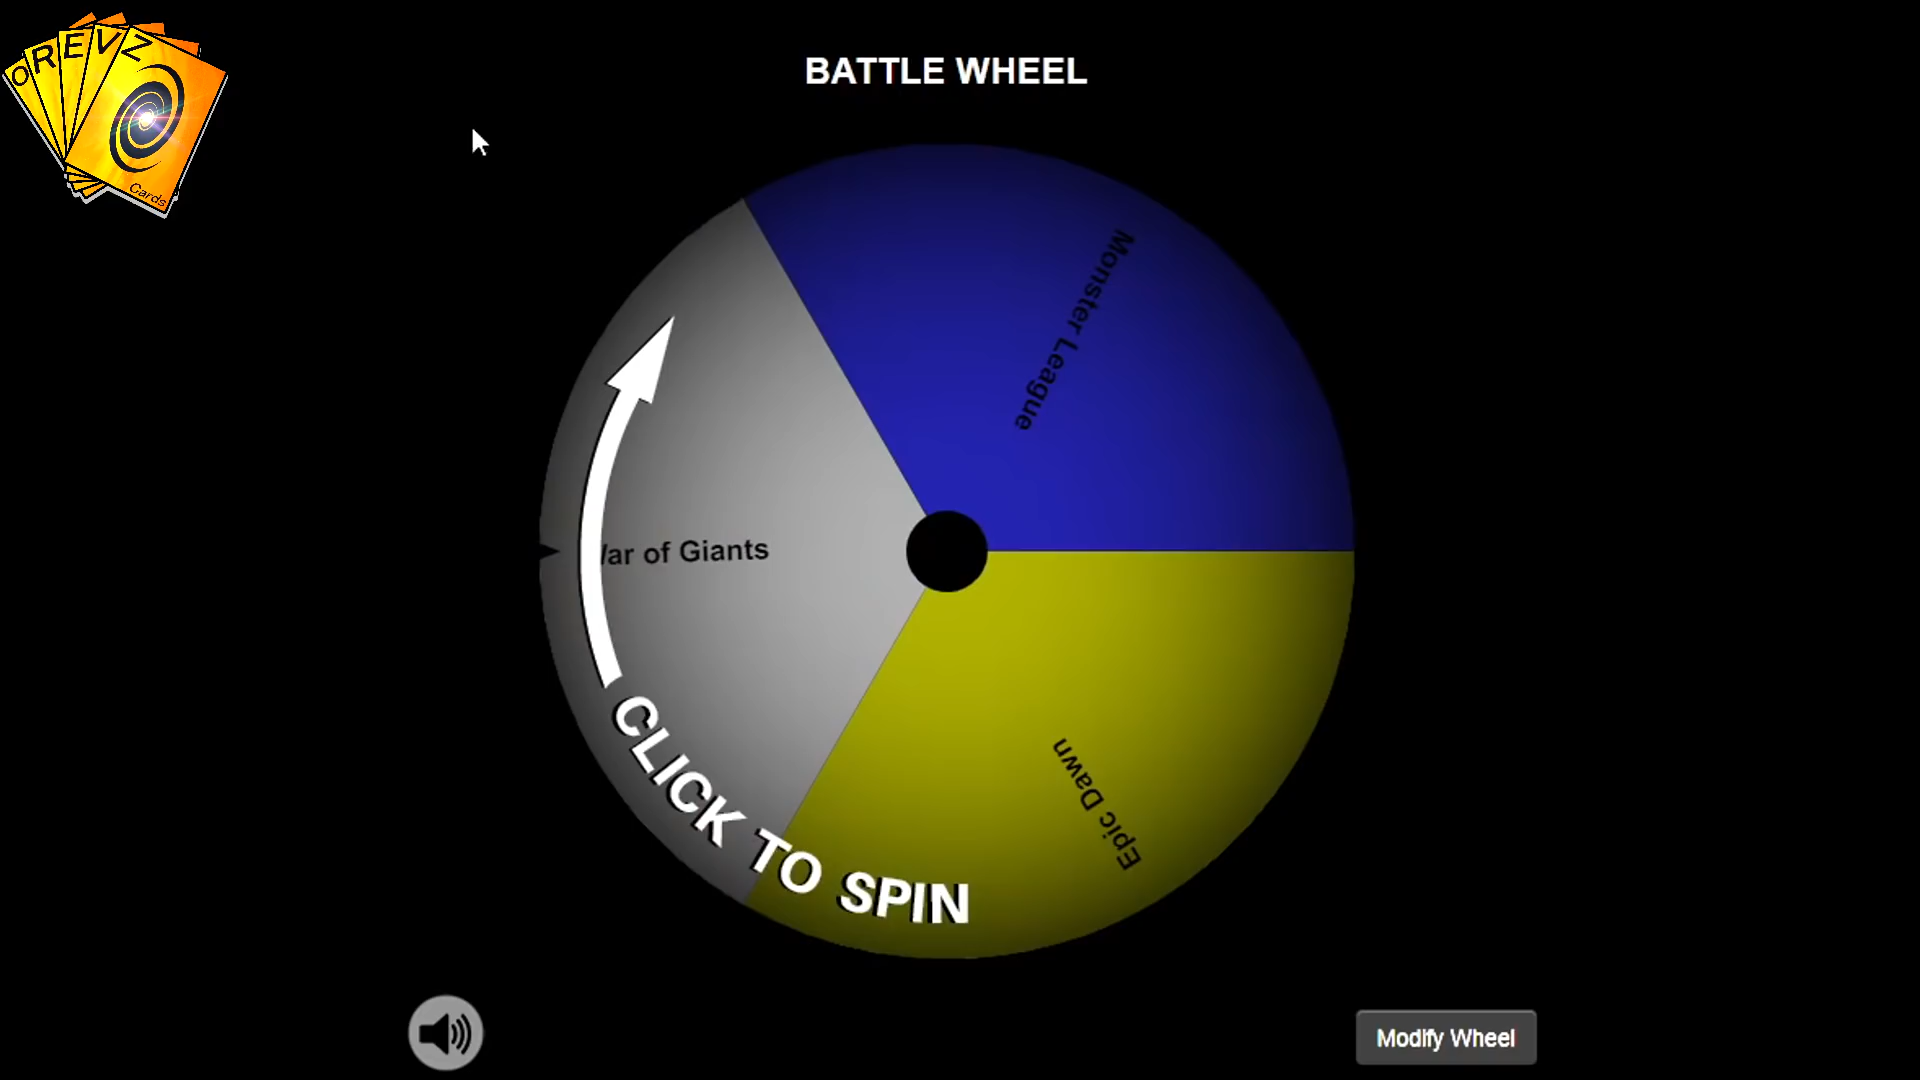 OREVZ
Cards
BATTLE WHEEL
Monster League
ar of Giants
Epic Dawn
CLICK TO SPIN
Modify Wheel